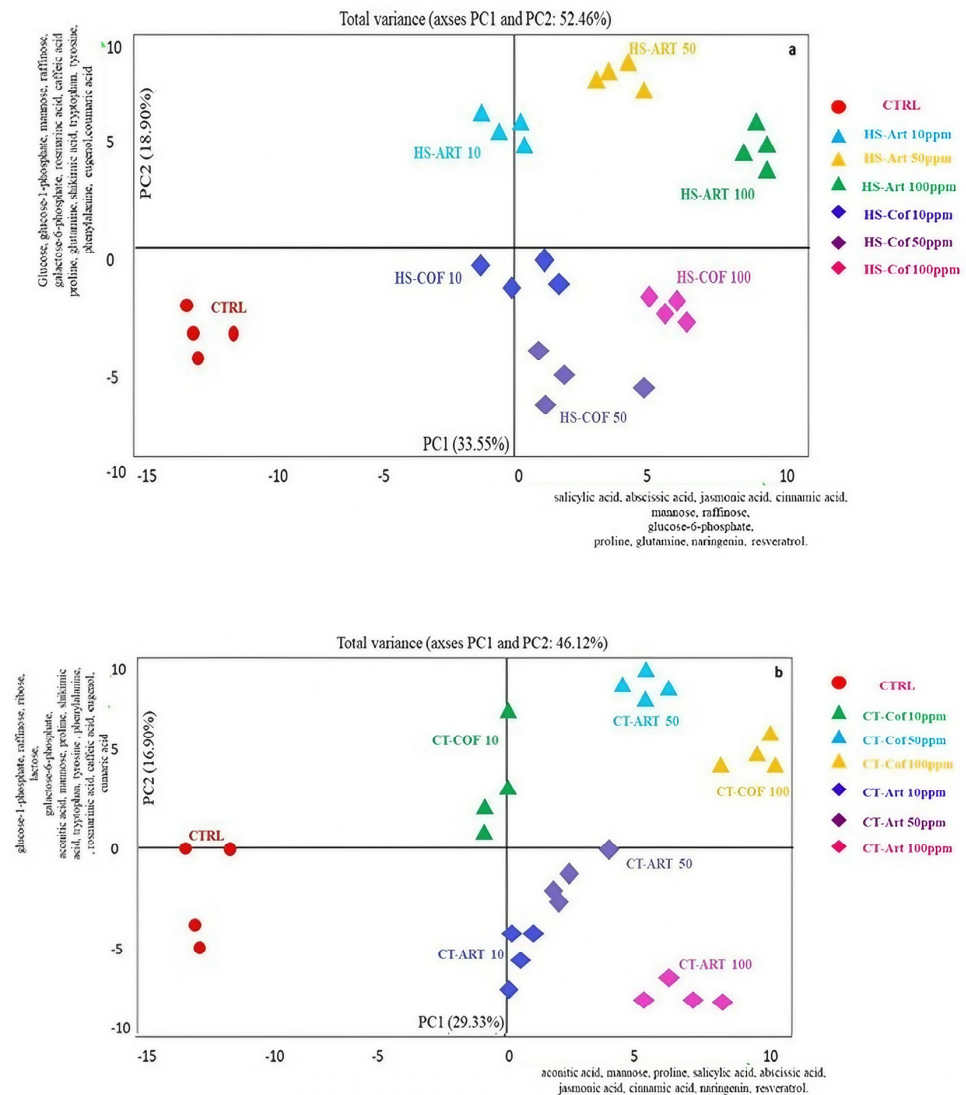 Total variance (axses PC1 and PC2: 52.46%)
Glucose, glucose-1-phosphate, mannose, raffinose,
galactose-6-phosphate, rosmarinic acid, caffeic acid
proline, glutamine, shikimic acid, tryptophan, tyrosine,
phenylalanine, eugenol,coumaric acid
PC2 (18.90%)
10
5
0
-5
-10
a
HS-ART 50
HS-ART 10
HS-ART 100
HS-COF 10
HS-COF 100
CTRL
HS-COF 50
PC1 (33.55%)
-15
-10
-5
0
5
10
salicylic acid, abscissic acid, jasmonic acid, cinnamic acid,
mannose, raffinose,
glucose-6-phosphate,
proline, glutamine, naringenin, resveratrol.
CTRL
HS-Art 10ppm
HS-Art 50ppm
HS-Art 100ppm
HS-Cof 10ppm
HS-Cof 50ppm
HS-Cof 100ppm
Total variance (axses PC1 and PC2: 46.12%)
glucose-1-phosphate, raffinose, ribose,
lactose,
galactose-6-phosphate,
aconitic acid, mannose, proline, shikimic
acid, tryptophan, tyrosine , phenylalanine,
, rosmarinic acid, caffeic acid, eugenol,
cumaric acid
PC2 (16.90%)
10
5
0
-5
-10
b
CT-ART 50
CT-COF 10
CT-COF 100
CTRL
CT-ART 50
CT-ART 10
CT-ART 100
PC1 (29.33%)
-15
-5
0
5
10
aconitic acid, mannose, proline, salicylic acid, abscissic acid,
jasmonic acid, cinnamic acid, naringenin, resveratrol.
CTRL
CT-Cof 10ppm
CT-Cof 50ppm
CT-Cof 100ppm
CT-Art 10ppm
CT-Art 50ppm
CT-Art 100ppm